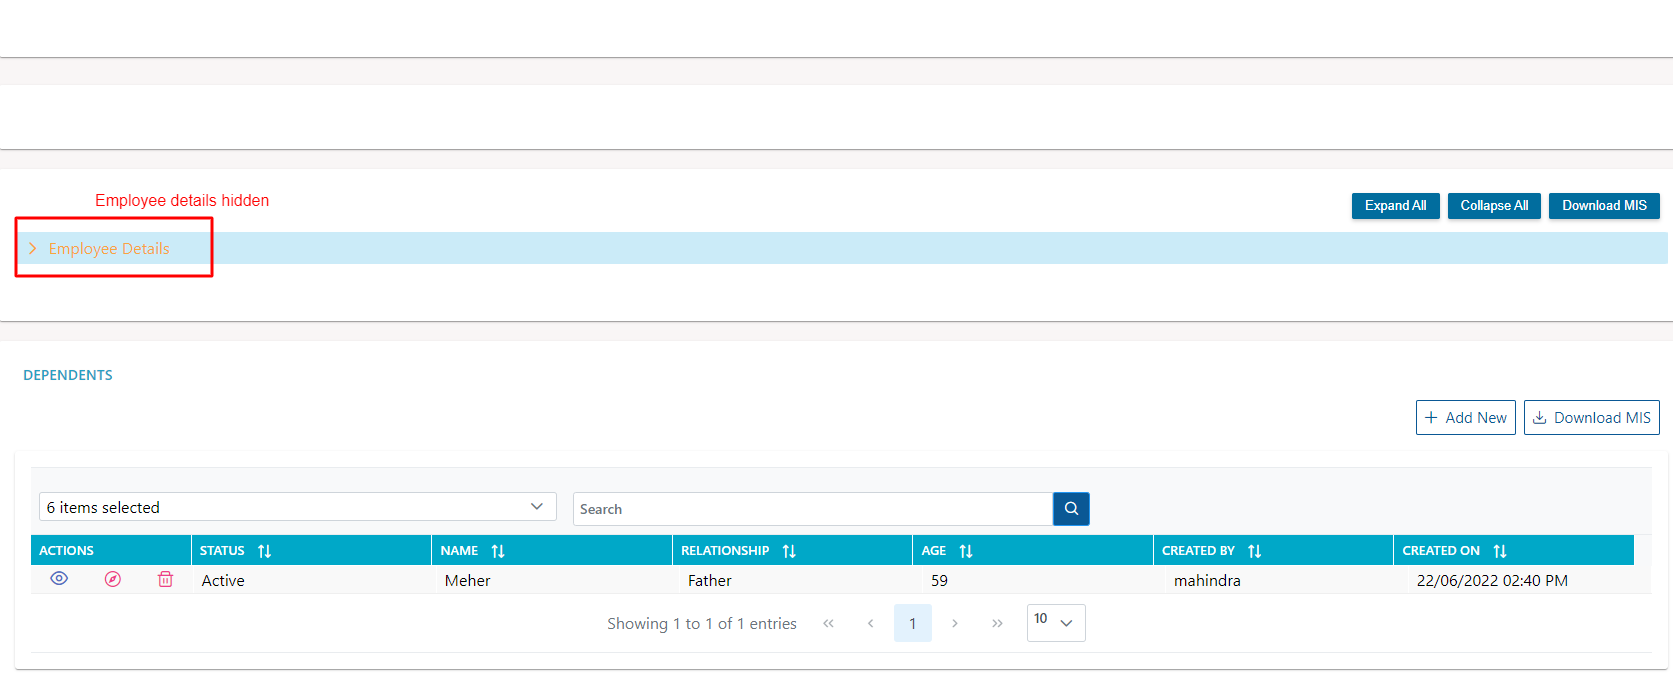 Employee details hidden
Expand All Collapse All Download MIS
Employee Details
DEPENDENTS
Add New Download MIS
6 items selected Search
ACTIONS STATUS NAME RELATIONSHIP AGE CREATED BY CREATED ON
Active Meher Father 59 mahindra 22/06/2022 02:40 PM
Showing 1 to 1 of 1 entries « ‹ 1 › » 10